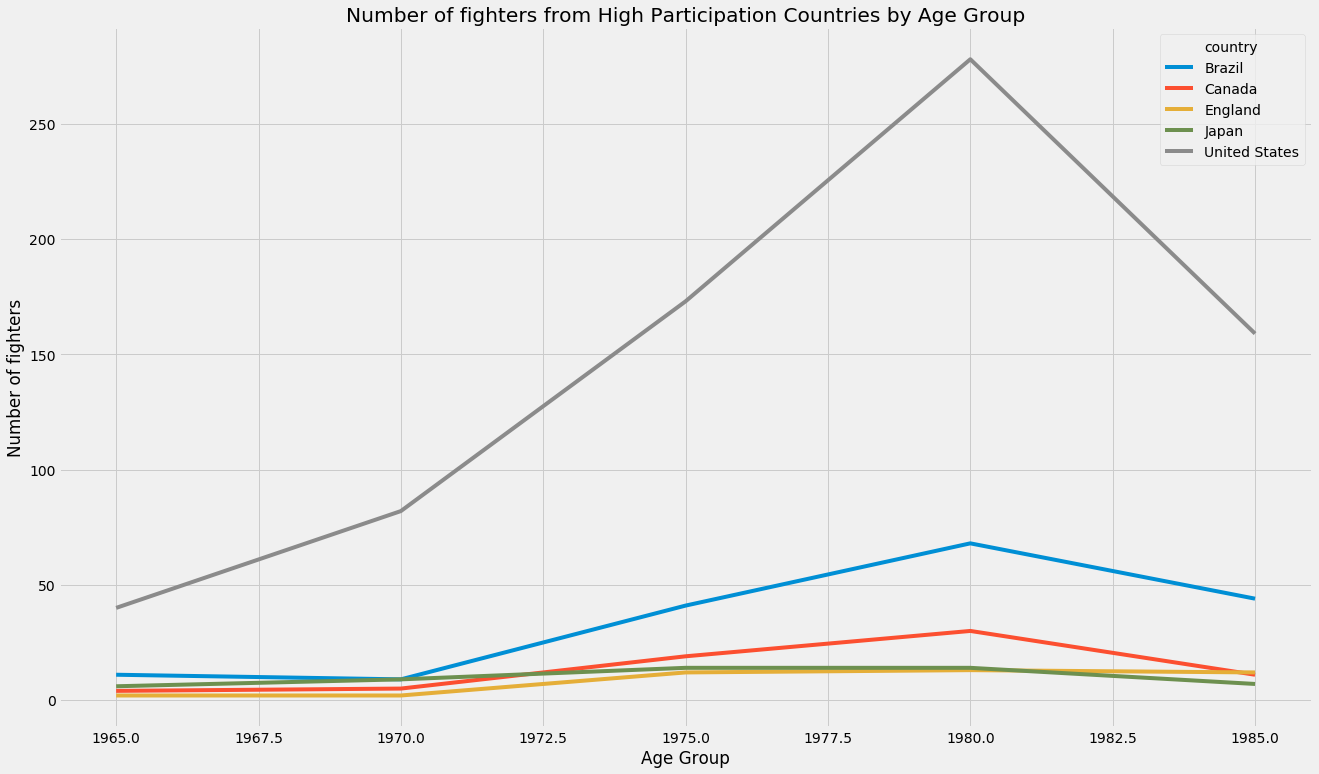 Number of fighters from High Participation Countries by Age Group
country
Brazil
Canada
England
Japan
United States
Number of fighters
250
200
150
100
50
0
1965.0 1967.5 1970.0 1972.5 1975.0 1977.5 1980.0 1982.5 1985.0
Age Group